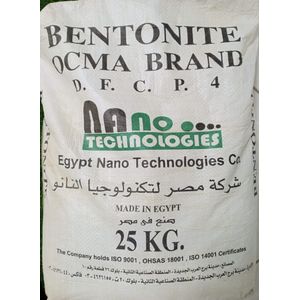 BENTONITE
OCMA BRAND
D. F. C. P. 4
NANO....
TECHNOLOGIES
Egypt Nano Technologies Co
شركة مصر لتكنولوجيا النانو
MADE IN EGYPT
صنع فى مصر
25 KG.
The Company holds ISO 9001 , OHSAS 18001 , ISO 14001 Certificates